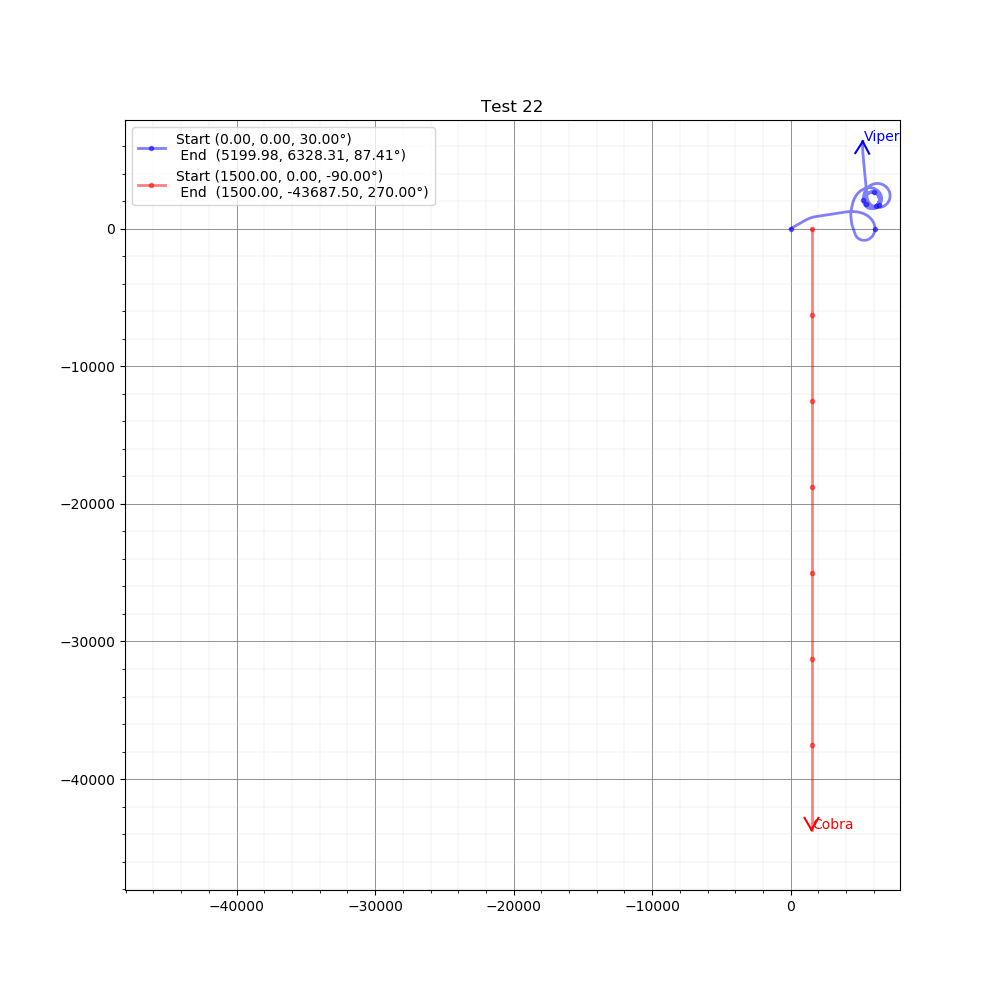 Test 22
Start (0.00, 0.00, 30.00°)
End  (5199.98, 6328.31, 87.41°)
Start (1500.00, 0.00, -90.00°)
End  (1500.00, -43687.50, 270.00°)
Viper
0
−10000
−20000
−30000
−40000
Cobra
−40000
−30000
−20000
−10000
0